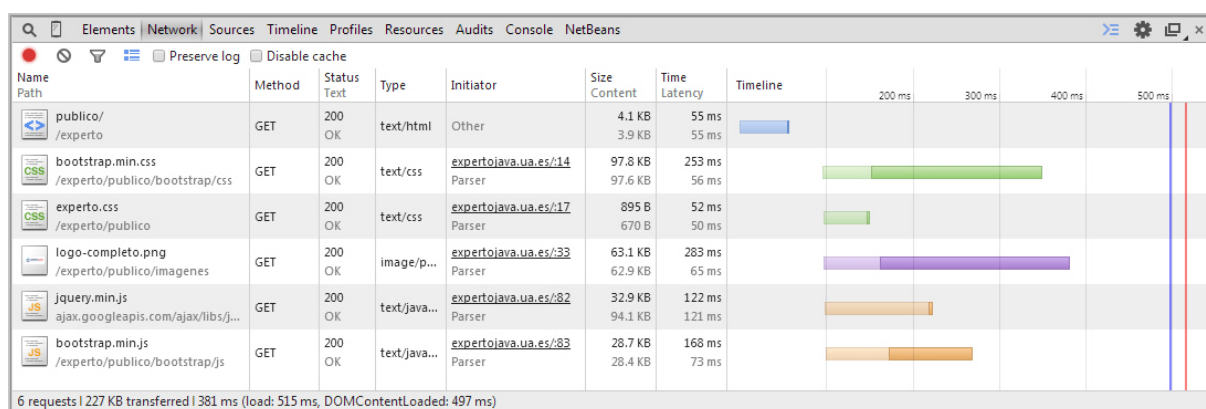 Elements Network Sources Timeline Profiles Resources Audits Console NetBeans
Preserve log Disable cache
Name Method Status Type Initiator Size Time Timeline
Path Text Content Latency 200 ms 300 ms 400 ms 500 ms
publico/ GET 200 text/html Other 4.1 KB 55 ms
/experto OK 3.9 KB 55 ms
bootstrap.min.css GET 200 text/css expertojava.ua.es/:14 97.8 KB 253 ms
CSS /experto/publico/bootstrap/css OK Parser 97.6 KB 56 ms
experto.css GET 200 text/css expertojava.ua.es/:17 895 B 52 ms
CSS /experto/publico OK Parser 670 B 50 ms
logo-completo.png GET 200 image/p... expertojava.ua.es/:33 63.1 KB 283 ms
/experto/publico/imagenes OK Parser 62.9 KB 65 ms
jquery.min.js GET 200 text/java... expertojava.ua.es/:82 32.9 KB 122 ms
JS ajax.googleapis.com/ajax/libs/j... OK Parser 94.1 KB 121 ms
bootstrap.min.js GET 200 text/java... expertojava.ua.es/:83 28.7 KB 168 ms
JS /experto/publico/bootstrap/js OK Parser 28.4 KB 73 ms
6 requests | 227 KB transferred | 381 ms (load: 515 ms, DOMContentLoaded: 497 ms)